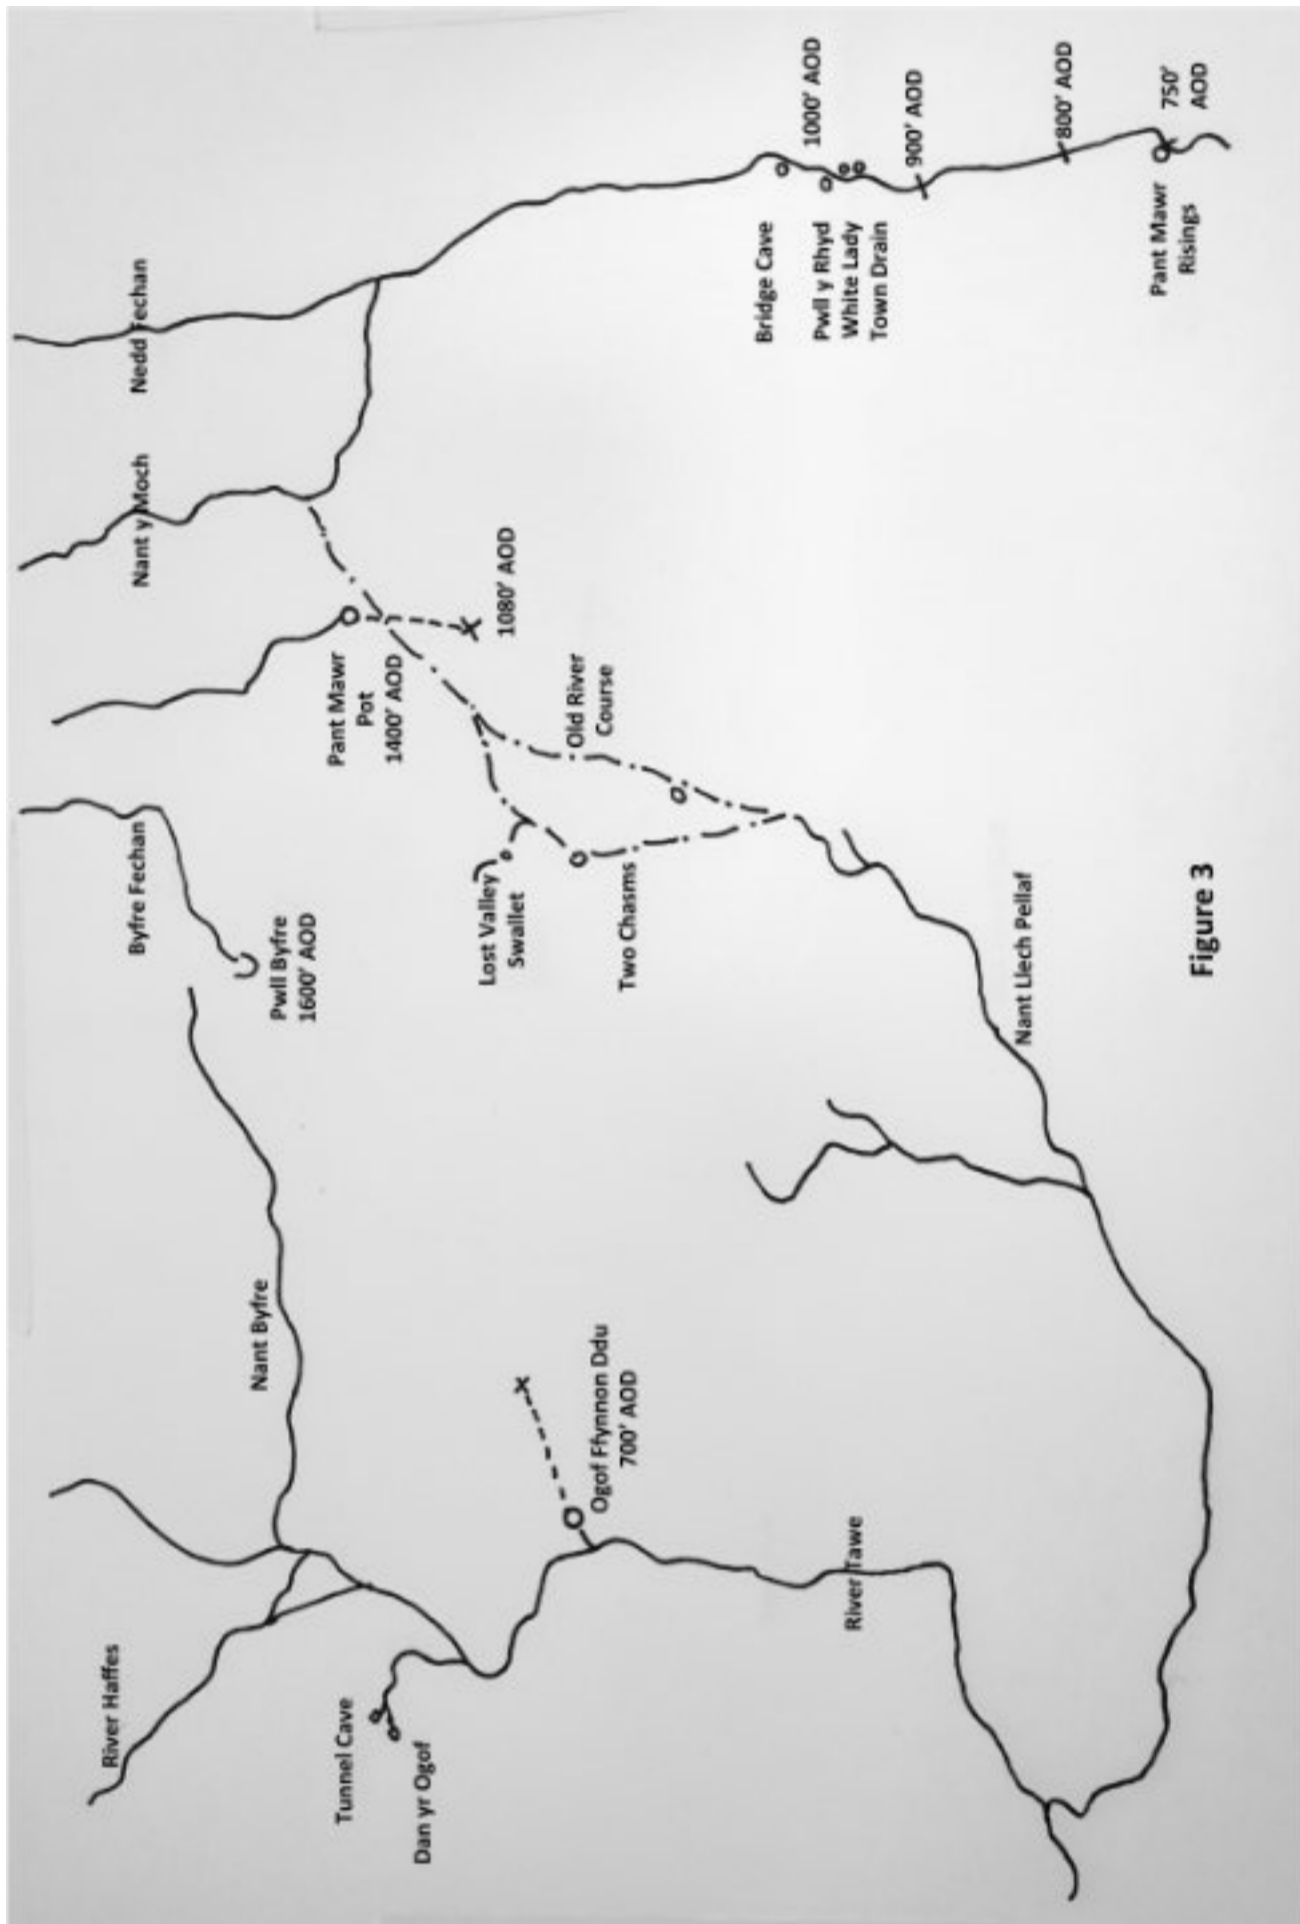 River Haffes
Nant Byfre
Byfre Fechan
Pwll Byfre
1600' AOD
Nant y Moch
Nedd Fechan
Tunnel Cave
Dan yr Ogof
Ogof Ffynnon Ddu
700' AOD
Lost Valley
Swallet
Two Chasms
Pant Mawr
Pot
1400' AOD
1080' AOD
Old River
Course
Bridge Cave
Pwll y Rhyd
White Lady
Town Drain
1000' AOD
900' AOD
800' AOD
750'
AOD
Pant Mawr
Risings
River Tawe
Nant Llech Pellaf
Figure 3